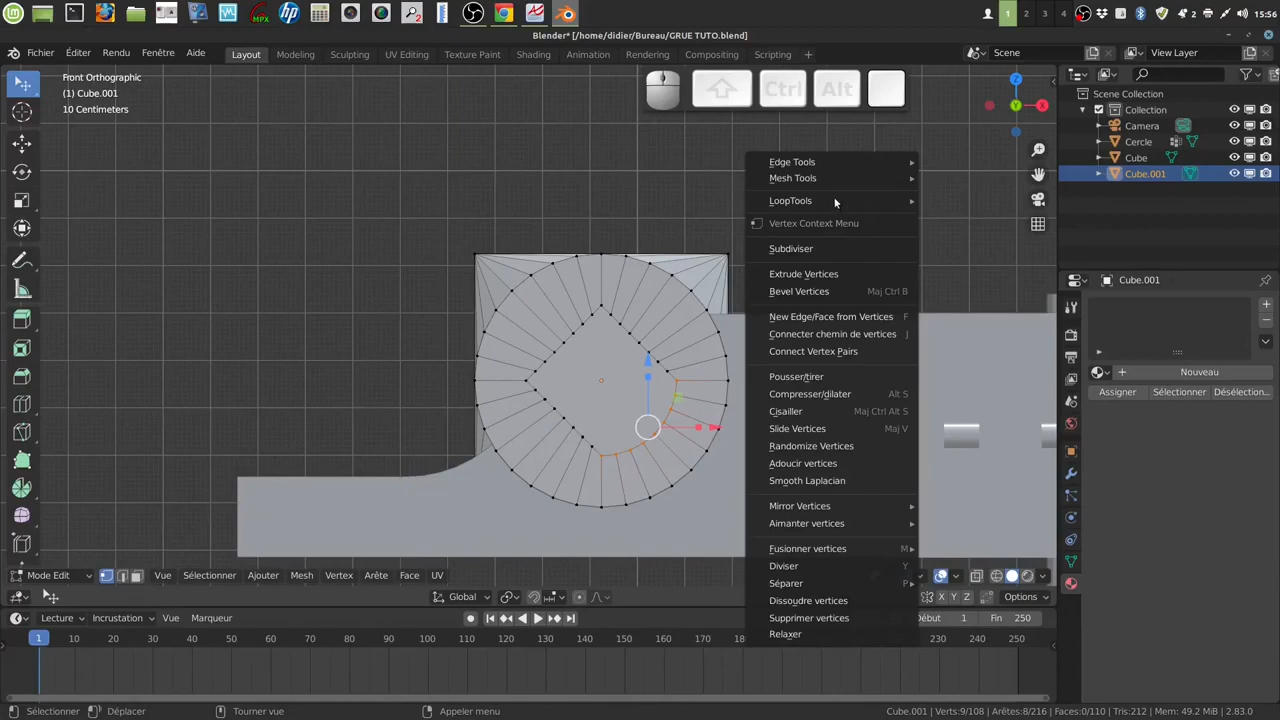 1 2 3 4 15:36
Blender* [/home/didier/Bureau/GRUE TUTO.blend]
Fichier Éditer Rendu Fenêtre Aide Layout Modeling Sculpting UV Editing Texture Paint Shading Animation Rendering Compositing Scripting + Scene View Layer
Front Orthographic
(1) Cube.001
10 Centimeters
Ctrl Alt
Z
Y X
Scene Collection
Collection
Camera
Cercle
Cube
Cube.001
Edge Tools
Mesh Tools
LoopTools
Vertex Context Menu
Subdiviser
Extrude Vertices
Bevel Vertices Maj Ctrl B
New Edge/Face from Vertices F
Connecter chemin de vertices J
Connect Vertex Pairs
Pousser/tirer
Compresser/dilater Alt S
Cisailler Maj Ctrl Alt S
Slide Vertices Maj V
Randomize Vertices
Adoucir vertices
Smooth Laplacian
Mirror Vertices
Aimanter vertices
Fusionner vertices M
Diviser Y
Séparer P
Dissoudre vertices
Supprimer vertices
Relaxer
Cube.001
Nouveau
Assigner Sélectionner Désélection...
Mode Edit Vue Sélectionner Ajouter Mesh Vertex Arête Face UV
Global X Y Z Options
Lecture Incrustation Vue Marqueur Début 1 Fin 250
1 10 20 30 40 50 60 70 80 90 100 110 120 130 140 150 160 170 230 240 250
Sélectionner Déplacer Tourner vue Appeler menu Cube.001 | Verts:9/108 | Arêtes:8/216 | Faces:0/110 | Tris:212 | Mem: 49.2 MiB | 2.83.0